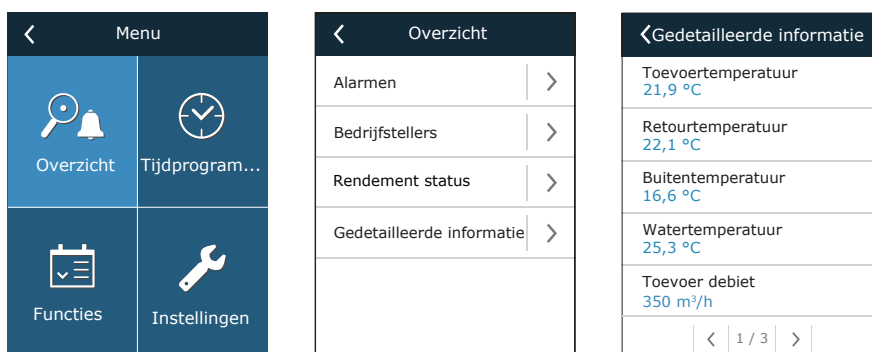 Menu
Overzicht
Tijdprogram...
Functies
Instellingen
Overzicht
Alarmen
Bedrijfstellers
Rendement status
Gedetailleerde informatie
Gedetailleerde informatie
Toevoertemperatuur
21,9 °C
Retourtemperatuur
22,1 °C
Buitentemperatuur
16,6 °C
Watertemperatuur
25,3 °C
Toevoer debiet
350 m³/h
1 / 3